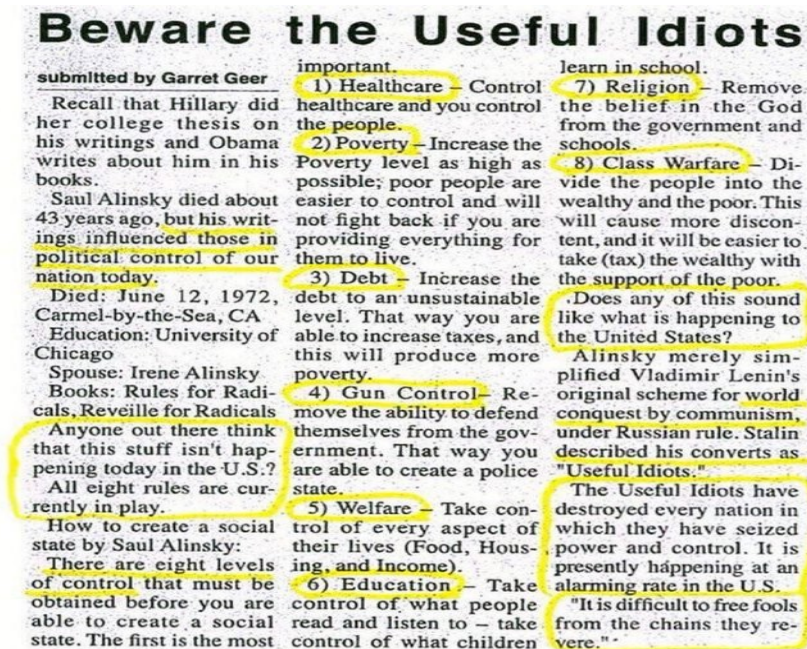 Beware the Useful Idiots
submitted by Garret Geer
Recall that Hillary did
her college thesis on
his writings and Obama
writes about him in his
books.
Saul Alinsky died about
43 years ago, but his writ-
ings influenced those in
political control of our
nation today.
Died: June 12, 1972,
Carmel-by-the-Sea, CA
Education: University of
Chicago
Spouse: Irene Alinsky
Books: Rules for Radi-
cals, Reveille for Radicals
Anyone out there think
that this stuff isn't hap-
pening today in the U.S.?
All eight rules are cur-
rently in play.
How to create a social
state by Saul Alinsky:
There are eight levels
of control that must be
obtained before you are
able to create a social
state. The first is the most
important.
1) Healthcare – Control
healthcare and you control
the people.
2) Poverty – Increase the
Poverty level as high as
possible; poor people are
easier to control and will
not fight back if you are
providing everything for
them to live.
3) Debt – Increase the
debt to an unsustainable
level. That way you are
able to increase taxes, and
this will produce more
poverty.
4) Gun Control – Re-
move the ability to defend
themselves from the gov-
ernment. That way you
are able to create a police
state.
5) Welfare – Take con-
trol of every aspect of
their lives (Food, Hous-
ing, and Income).
6) Education – Take
control of what people
read and listen to – take
control of what children
learn in school.
7) Religion – Remove
the belief in the God
from the government and
schools.
8) Class Warfare – Di-
vide the people into the
wealthy and the poor. This
will cause more discon-
tent, and it will be easier to
take (tax) the wealthy with
the support of the poor.
Does any of this sound
like what is happening to
the United States?
Alinsky merely sim-
plified Vladimir Lenin's
original scheme for world
conquest by communism,
under Russian rule. Stalin
described his converts as
"Useful Idiots."
The Useful Idiots have
destroyed every nation in
which they have seized
power and control. It is
presently happening at an
alarming rate in the U.S.
"It is difficult to free fools
from the chains they re-
vere."